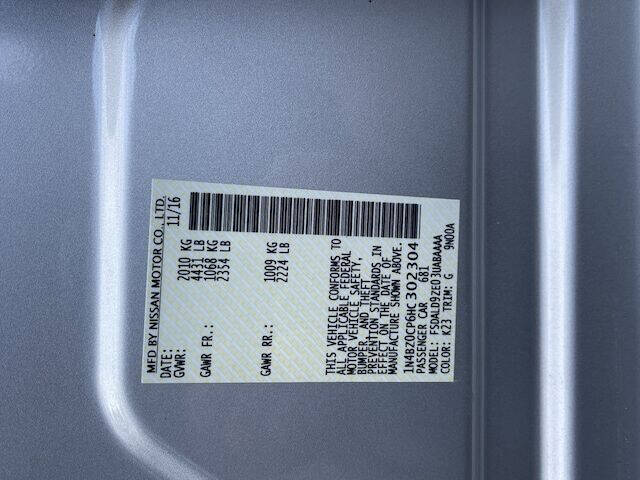 MFD BY NISSAN MOTOR CO., LTD.
DATE: 11/16
GVWR: 2010 KG
4431 LB
GAWR FR.: 1068 KG
2354 LB
GAWR RR.: 1009 KG
2224 LB
THIS VEHICLE CONFORMS TO
ALL APPLICABLE FEDERAL
MOTOR VEHICLE SAFETY,
BUMPER, AND THEFT
PREVENTION STANDARDS IN
EFFECT ON THE DATE OF
MANUFACTURE SHOWN ABOVE.
1N4BZ0CP6HC302304
PASSENGER CAR 681
MODEL: FSDALD9ZE03UABAAAA
COLOR: K23 TRIM: G 9N00A